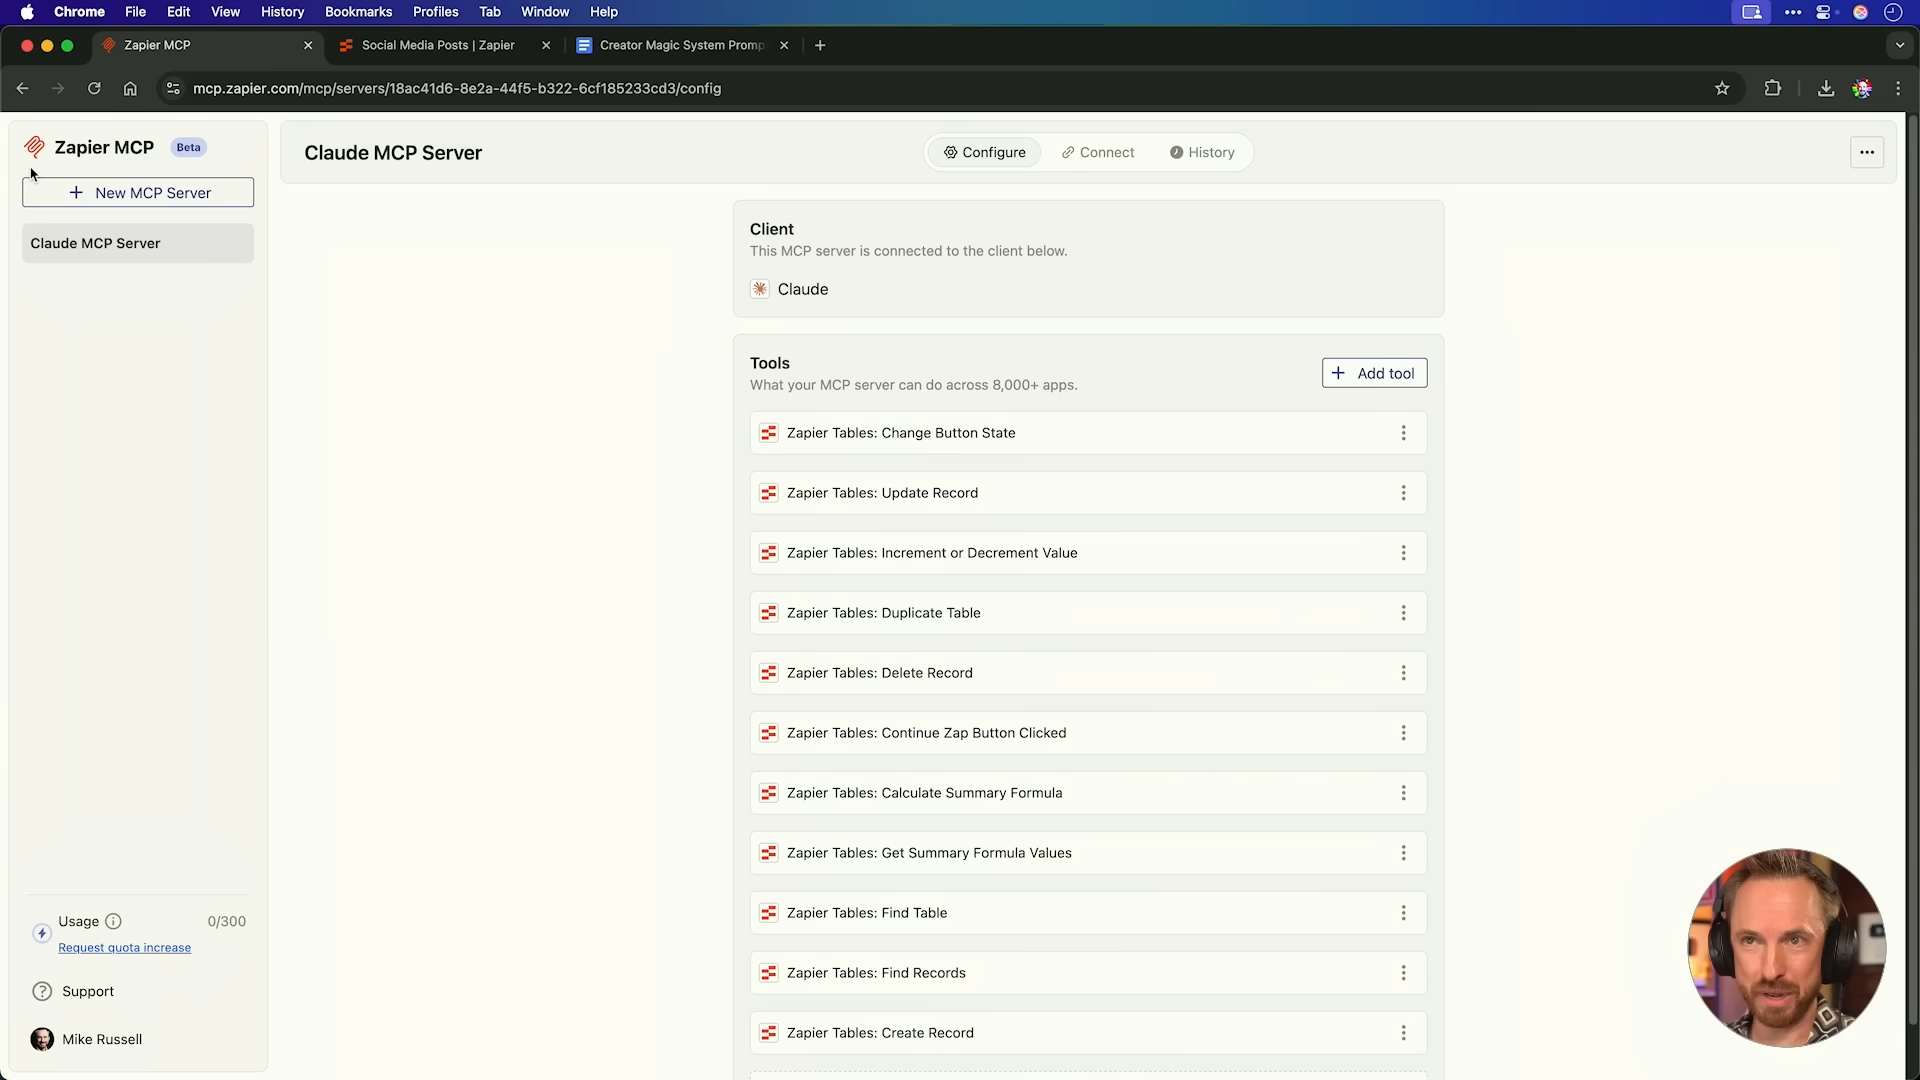 Chrome File Edit View History Bookmarks Profiles Tab Window Help
Zapier MCP
Social Media Posts | Zapier
Creator Magic System Promp
mcp.zapier.com/mcp/servers/18ac41d6-8e2a-44f5-b322-6cf185233cd3/config
Zapier MCP Beta
New MCP Server
Claude MCP Server
Usage 0/300
Request quota increase
Support
Mike Russell
Claude MCP Server
Configure
Connect
History
Client
This MCP server is connected to the client below.
Claude
Tools
What your MCP server can do across 8,000+ apps.
Add tool
Zapier Tables: Change Button State
Zapier Tables: Update Record
Zapier Tables: Increment or Decrement Value
Zapier Tables: Duplicate Table
Zapier Tables: Delete Record
Zapier Tables: Continue Zap Button Clicked
Zapier Tables: Calculate Summary Formula
Zapier Tables: Get Summary Formula Values
Zapier Tables: Find Table
Zapier Tables: Find Records
Zapier Tables: Create Record